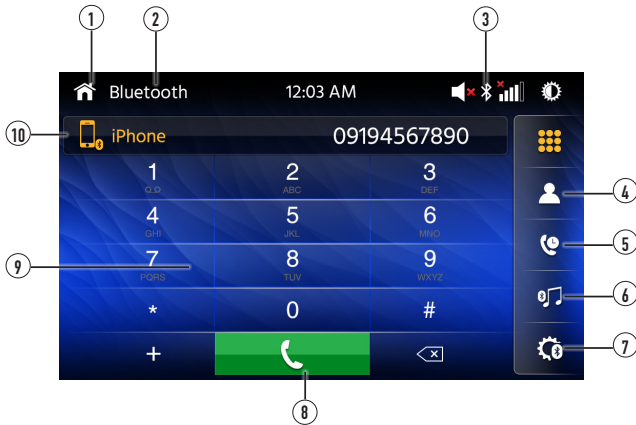 1 2 3
Bluetooth 12:03 AM
10 iPhone 09194567890
1 2 3
QO ABC DEF
4
4 5 6
GHI JKL MNO
5
7 8 9
PQRS TUV WXYZ
9
6
* 0 #
+
7
8